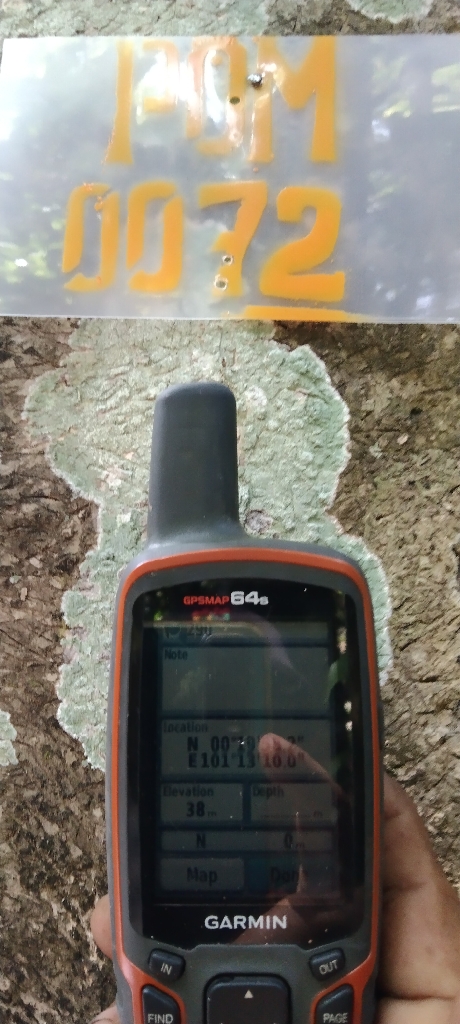 PDM
0072
GPSMAP 64s
Note
Location
E101°13'10.0"
Elevation
Depth
38 m
N
0 m
Map
GARMIN
IN
OUT
FIND
PAGE